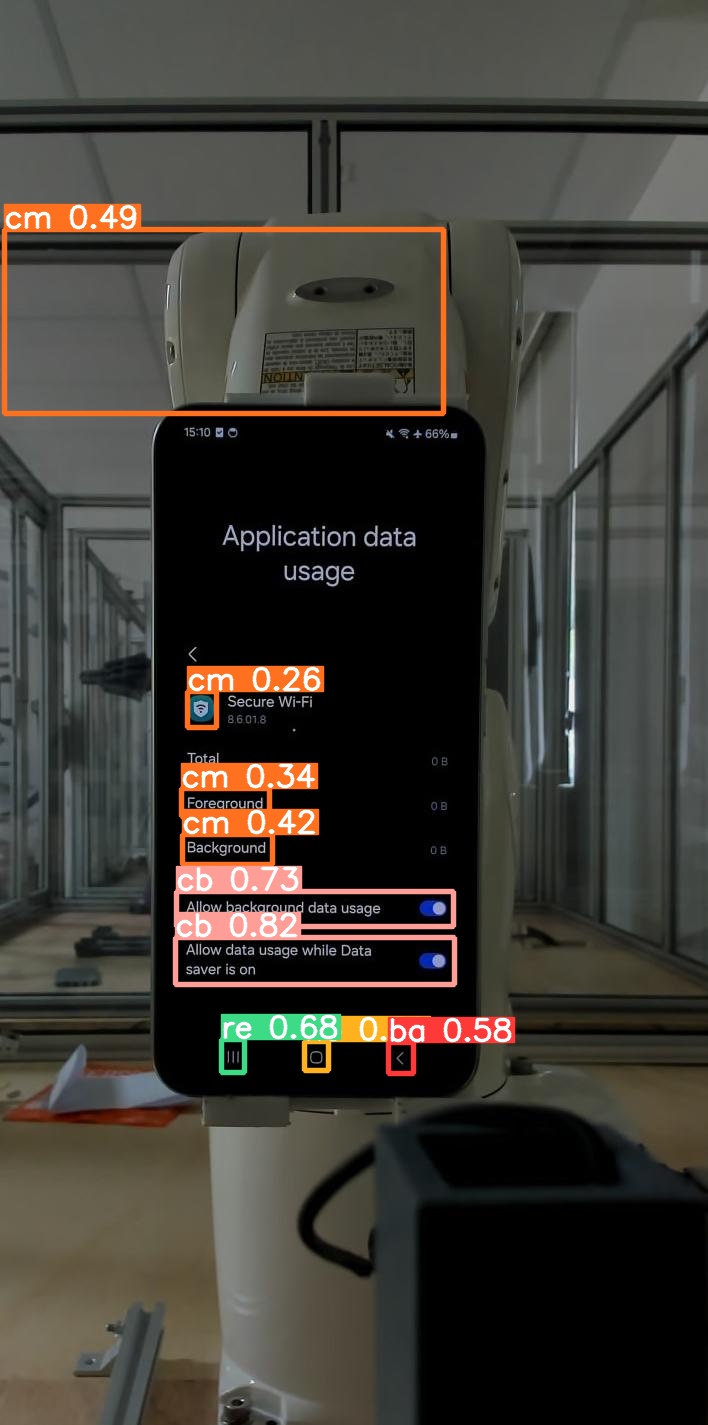 cm 0.49
NTION
15:10
66%
Application data
usage
cm 0.26
Secure Wi-Fi
8.6.01.8
Total
0 B
cm 0.34
Foreground
0 B
cm 0.42
Background
0 B
cb 0.73
Allow background data usage
cb 0.82
Allow data usage while Data
saver is on
re 0.68
0.
ba 0.58